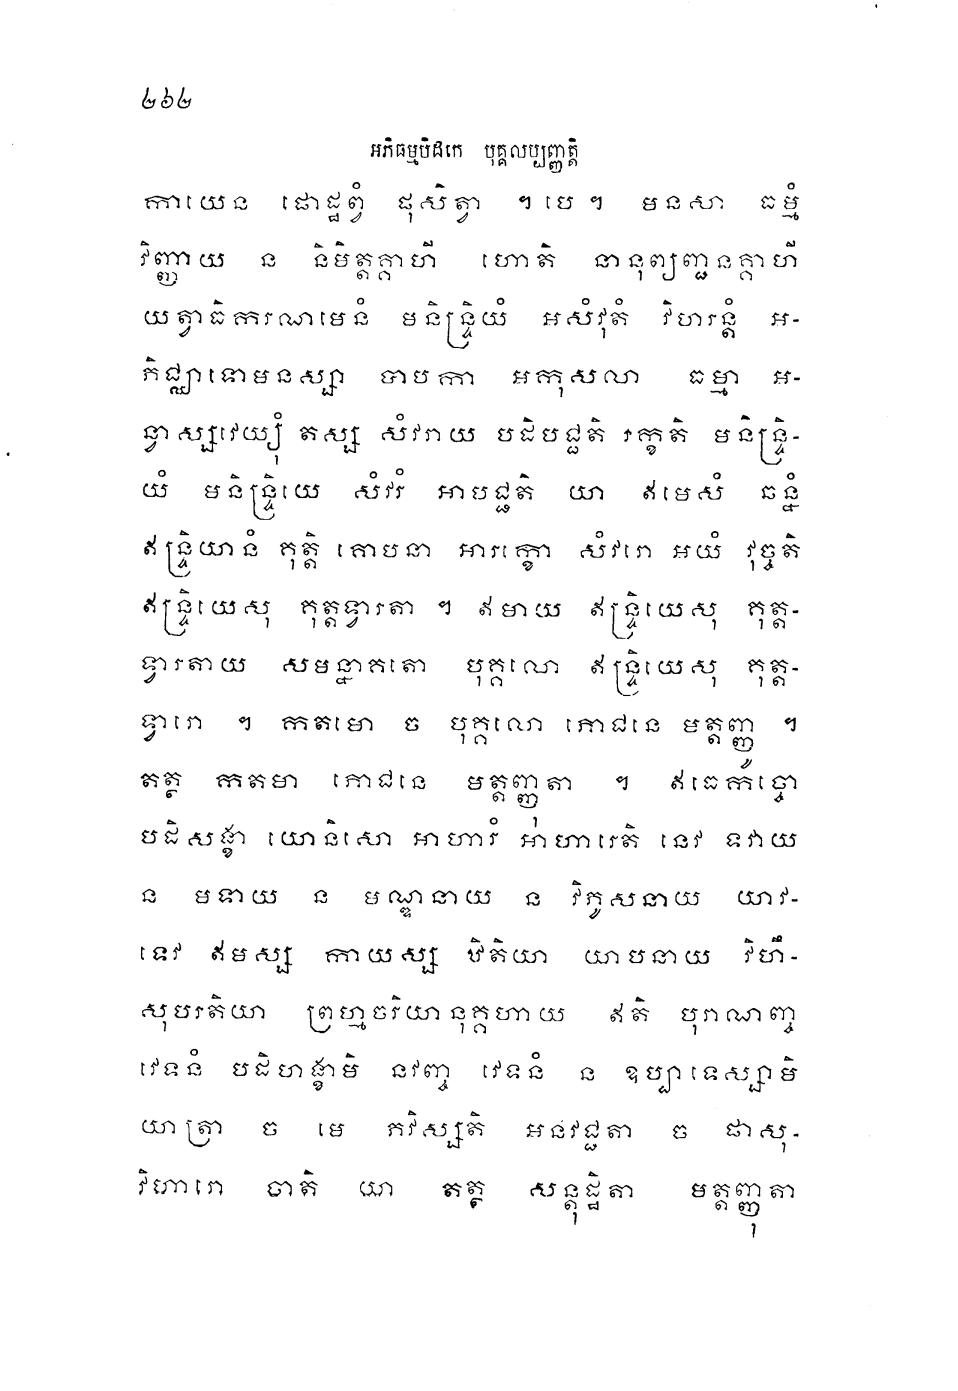 ២៦២
អភិធម្មបិដកេ បុគ្គលប្បញ្ញត្តិ
កាយេន ផោដ្ឋព្វំ ផុសិត្វា ។ បេ ។ មនសា ធម្មំ
វិញ្ញាយ ន និមិត្តគ្គាហី ហោតិ នានុព្យញ្ជនគ្គាហី
យត្វាធិករណមេនំ មនិន្ទ្រិយំ អសំវុតំ វិហរន្តំ អ-
ភិជ្ឈាទោមនស្សា បាបកា អកុសលា ធម្មា អ-
ន្វាស្សវេយ្យុំ តស្ស សំវរាយ បដិបជ្ជតិ រក្ខតិ មនិន្ទ្រិ-
យំ មនិន្ទ្រិយេ សំវរំ អាបជ្ជតិ យា ឥមេសំ ឆន្នំ
ឥន្ទ្រិយានំ គុត្តិ គោបនា អារក្ខោ សំវរោ អយំ វុច្ចតិ
ឥន្ទ្រិយេសុ គុត្តទ្វារតា ។ ឥមាយ ឥន្ទ្រិយេសុ គុត្ត-
ទ្វារតាយ សមន្នាគតោ បុគ្គលោ ឥន្ទ្រិយេសុ គុត្ត-
ទ្វារោ ។ កតមោ ច បុគ្គលោ ភោជនេ មត្តញ្ញូ ។
តត្ថ កតមា ភោជនេ មត្តញ្ញុតា ។ ឥធេកច្ចោ
បដិសង្ខា យោនិសោ អាហារំ អាហារេតិ នេវ ទវាយ
ន មទាយ ន មណ្ឌនាយ ន វិភូសនាយ យាវ-
ទេវ ឥមស្ស កាយស្ស ឋិតិយា យាបនាយ វិហឹ-
សុបរតិយា ព្រហ្មចរិយានុគ្គហាយ ឥតិ បុរាណញ្ច
វេទនំ បដិហង្ខាមិ នវញ្ច វេទនំ ន ឧប្បាទេស្សាមិ
យាត្រា ច មេ ភវិស្សតិ អនវជ្ជតា ច ផាសុ-
វិហារោ ចាតិ យា តត្ថ សន្តុដ្ឋិតា មត្តញ្ញុតា